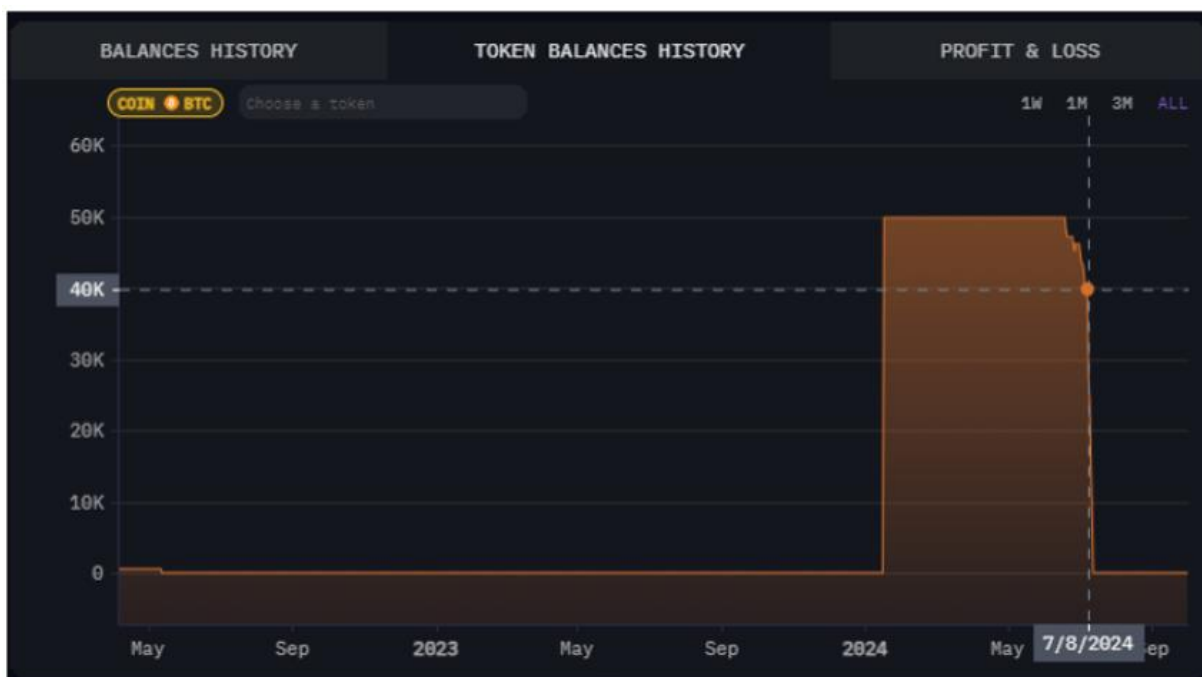 BALANCES HISTORY TOKEN BALANCES HISTORY PROFIT & LOSS
COIN BTC Choose a token 1W 1M 3M ALL
60K
50K
40K
30K
20K
10K
0
May Sep 2023 May Sep 2024 May 7/8/2024 ep